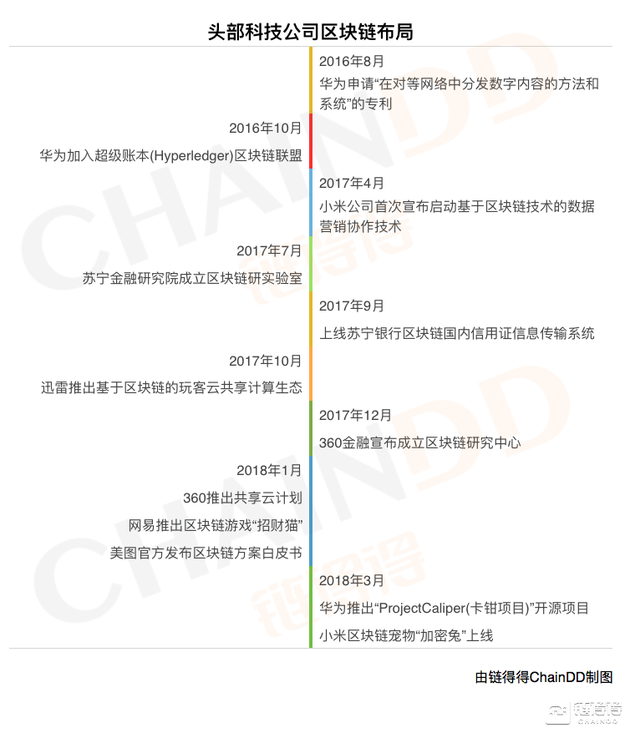 头部科技公司区块链布局
2016年8月
华为申请“在对等网络中分发数字内容的方法和
系统”的专利
2016年10月
华为加入超级账本(Hyperledger)区块链联盟
2017年4月
小米公司首次宣布启动基于区块链技术的数据
营销协作技术
2017年7月
苏宁金融研究院成立区块链研实验室
2017年9月
上线苏宁银行区块链国内信用证信息传输系统
2017年10月
迅雷推出基于区块链的玩客云共享计算生态
2017年12月
360金融宣布成立区块链研究中心
2018年1月
360推出共享云计划
网易推出区块链游戏“招财猫”
美图官方发布区块链方案白皮书
2018年3月
华为推出“ProjectCaliper(卡钳项目)”开源项目
小米区块链宠物“加密兔”上线
由链得得ChainDD制图
CHAINDD
链得得
CHAINDD
链得得
链得得
CHAINDD